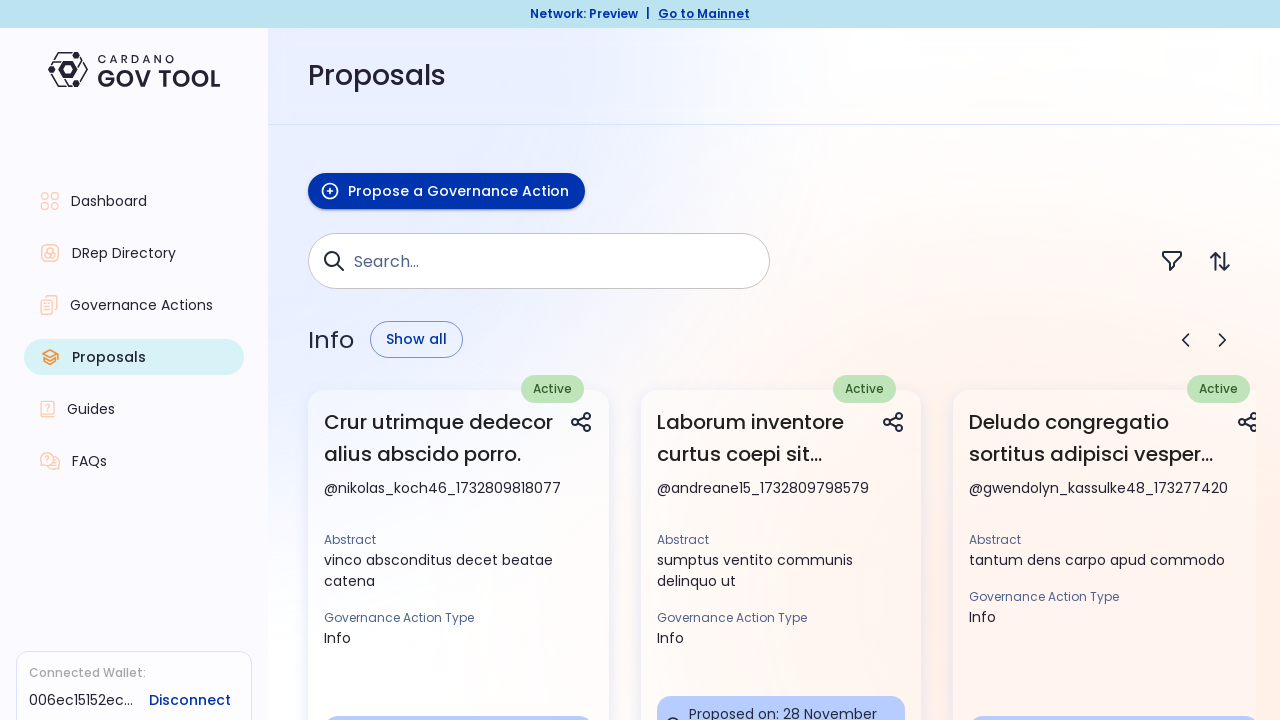 Network: Preview | Go to Mainnet
CARDANO
GOV TOOL
Dashboard
DRep Directory
Governance Actions
Proposals
Guides
FAQs
Connected Wallet:
006ec15152ec... Disconnect
Proposals
Propose a Governance Action
Search...
Info Show all
Active
Crur utrimque dedecor
alius abscido porro.
@nikolas_koch46_1732809818077
Abstract
vinco absconditus decet beatae
catena
Governance Action Type
Info
Active
Laborum inventore
curtus coepi sit...
@andreane15_1732809798579
Abstract
sumptus ventito communis
delinquo ut
Governance Action Type
Info
Proposed on: 28 November
Active
Deludo congregatio
sortitus adipisci vesper...
@gwendolyn_kassulke48_173277420
Abstract
tantum dens carpo apud commodo
Governance Action Type
Info